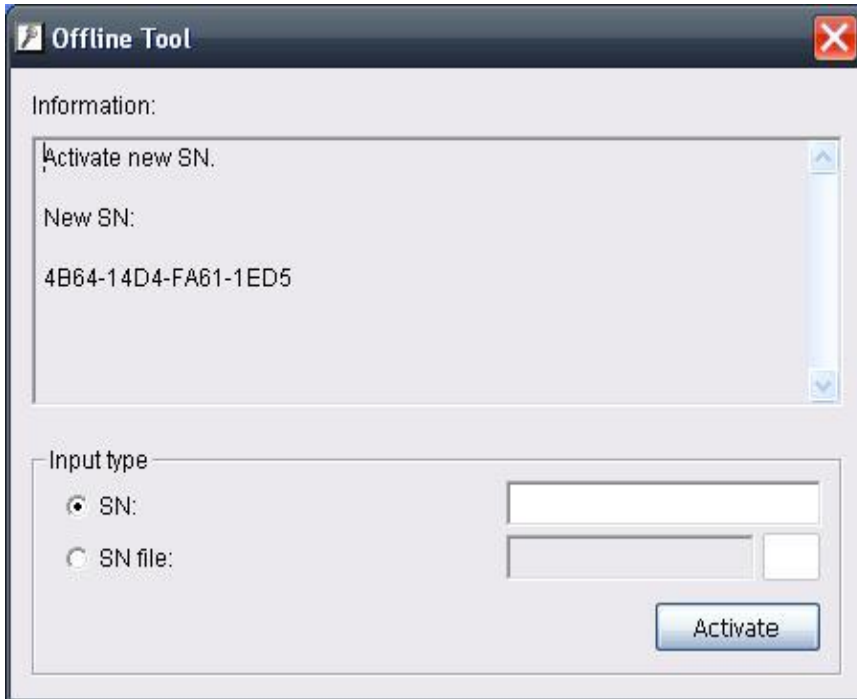 Offline Tool
Information:
Activate new SN.
New SN:
4B64-14D4-FA61-1ED5
Input type
SN:
SN file:
Activate